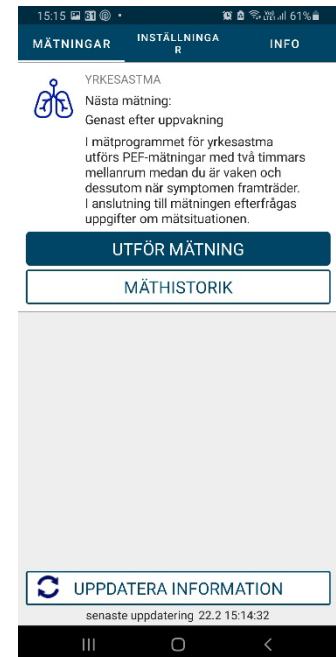 15:15 31 61%
MÄTNINGAR
INSTÄLLNINGA
R
INFO
YRKESASTMA
Nästa mätning:
Genast efter uppvakning
I mätprogrammet för yrkesastma
utförs PEF-mätningar med två timmars
mellanrum medan du är vaken och
dessutom när symptomen framträder.
I anslutning till mätningen efterfrågas
uppgifter om mätsituationen.
UTFÖR MÄTNING
MÄTHISTORIK
UPPDATERA INFORMATION
senaste uppdatering 22.2 15:14:32